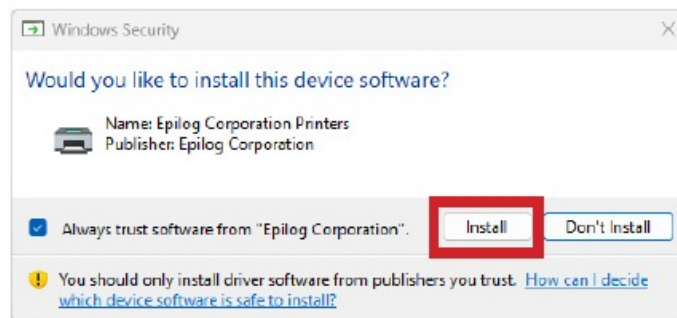 Windows Security
Would you like to install this device software?
Name: Epilog Corporation Printers
Publisher: Epilog Corporation
Always trust software from "Epilog Corporation".
Install
Don't Install
You should only install driver software from publishers you trust. How can I decide
which device software is safe to install?